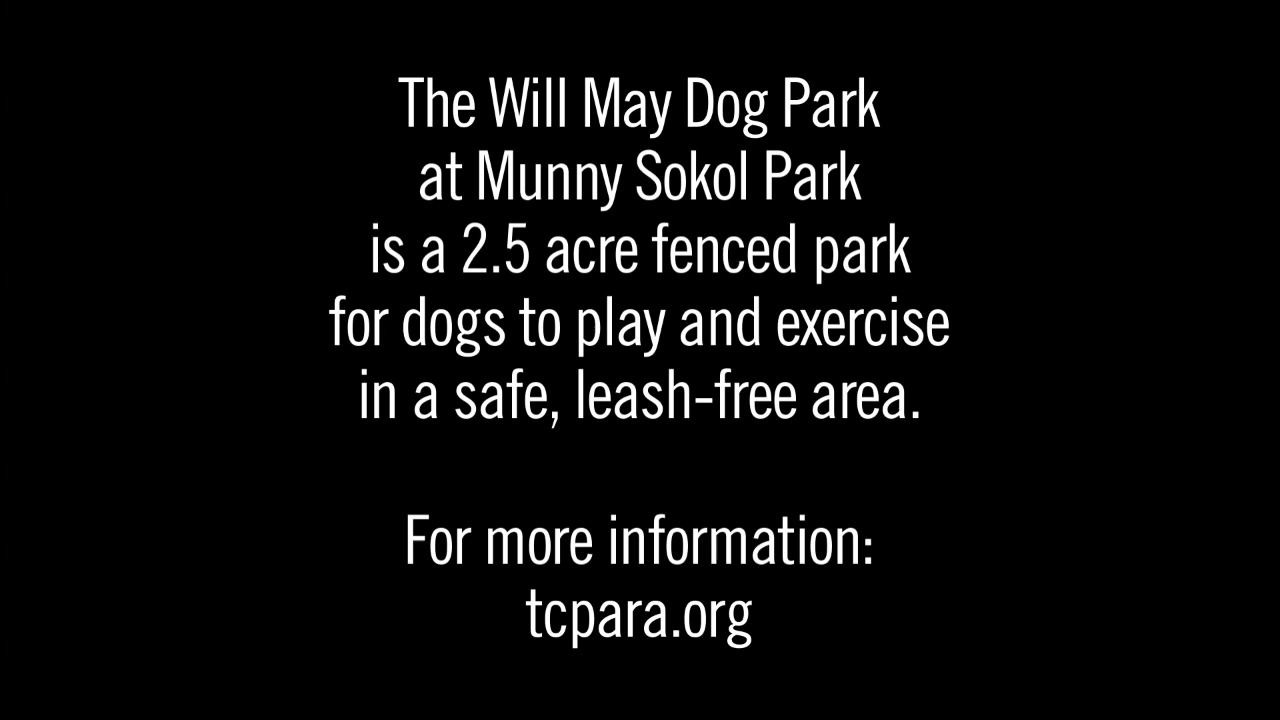 The Will May Dog Park
at Munny Sokol Park
is a 2.5 acre fenced park
for dogs to play and exercise
in a safe, leash-free area.
For more information:
tcpara.org